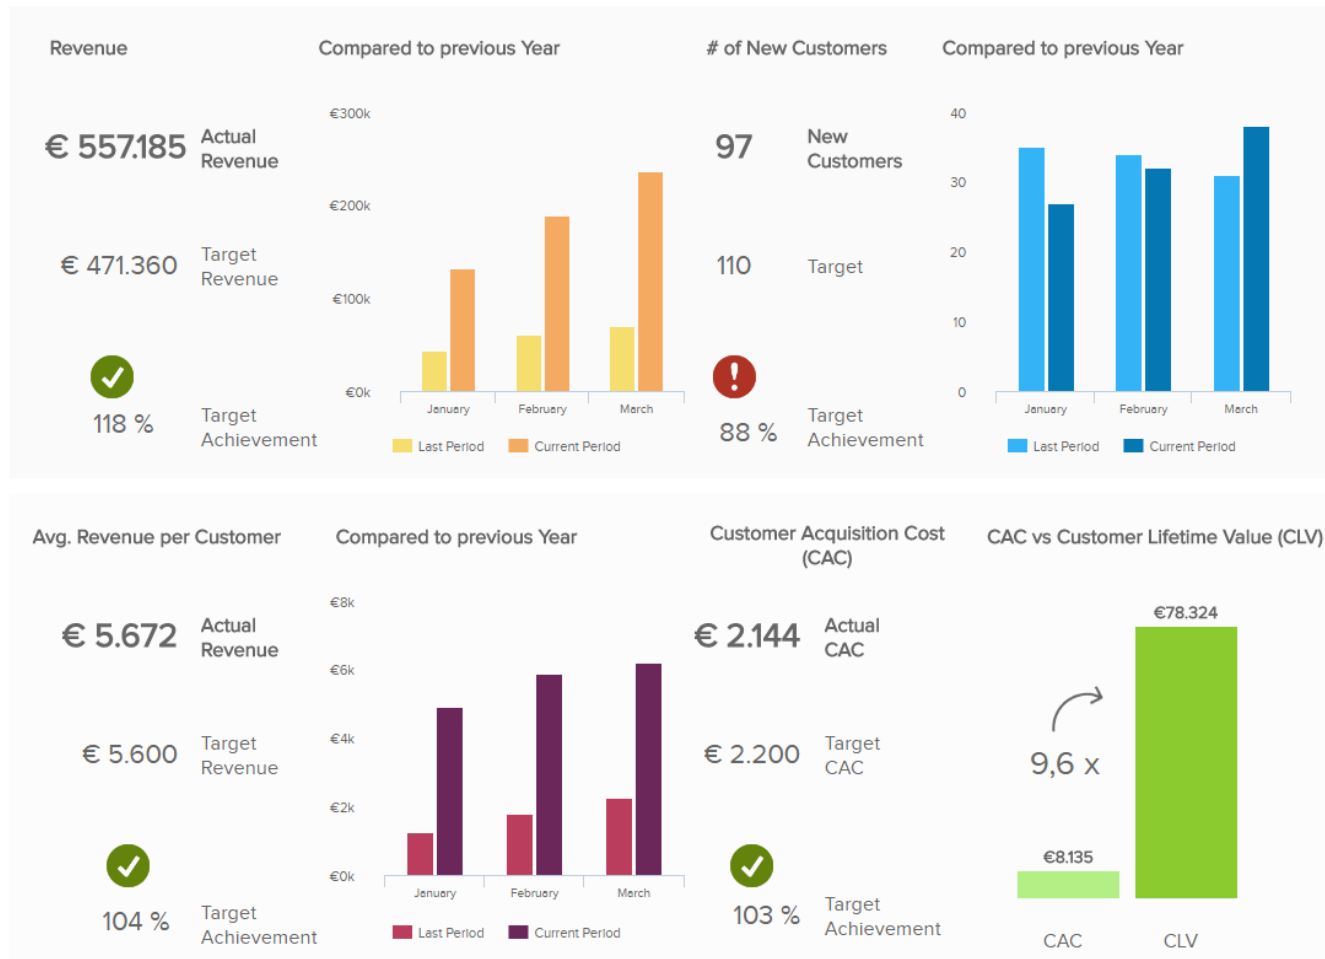 Revenue
€ 557.185
Actual
Revenue
€ 471.360
Target
Revenue
118 %
Target
Achievement
Compared to previous Year
€300k
€200k
€100k
€0k
January
February
March
Last Period
Current Period
# of New Customers
97
New
Customers
110
Target
88 %
Target
Achievement
Compared to previous Year
40
30
20
10
0
January
February
March
Last Period
Current Period
Avg. Revenue per Customer
€ 5.672
Actual
Revenue
€ 5.600
Target
Revenue
104 %
Target
Achievement
Compared to previous Year
€8k
€6k
€4k
€2k
€0k
January
February
March
Last Period
Current Period
Customer Acquisition Cost
(CAC)
€ 2.144
Actual
CAC
€ 2.200
Target
CAC
103 %
Target
Achievement
CAC vs Customer Lifetime Value (CLV)
€78.324
9,6 x
€8.135
CAC
CLV